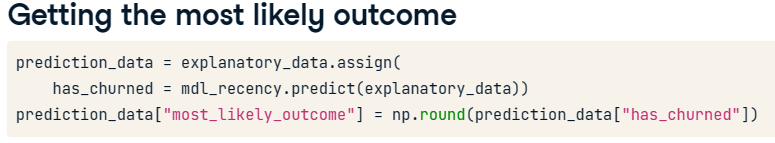 Getting the most likely outcome
prediction_data = explanatory_data.assign(
    has_churned = mdl_recency.predict(explanatory_data))
prediction_data["most_likely_outcome"] = np.round(prediction_data["has_churned"])